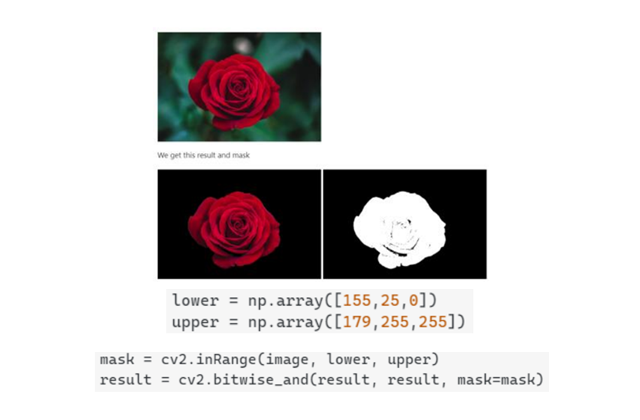 We get this result and mask
lower = np.array([155,25,0])
upper = np.array([179,255,255])
mask = cv2.inRange(image, lower, upper)
result = cv2.bitwise_and(result, result, mask=mask)